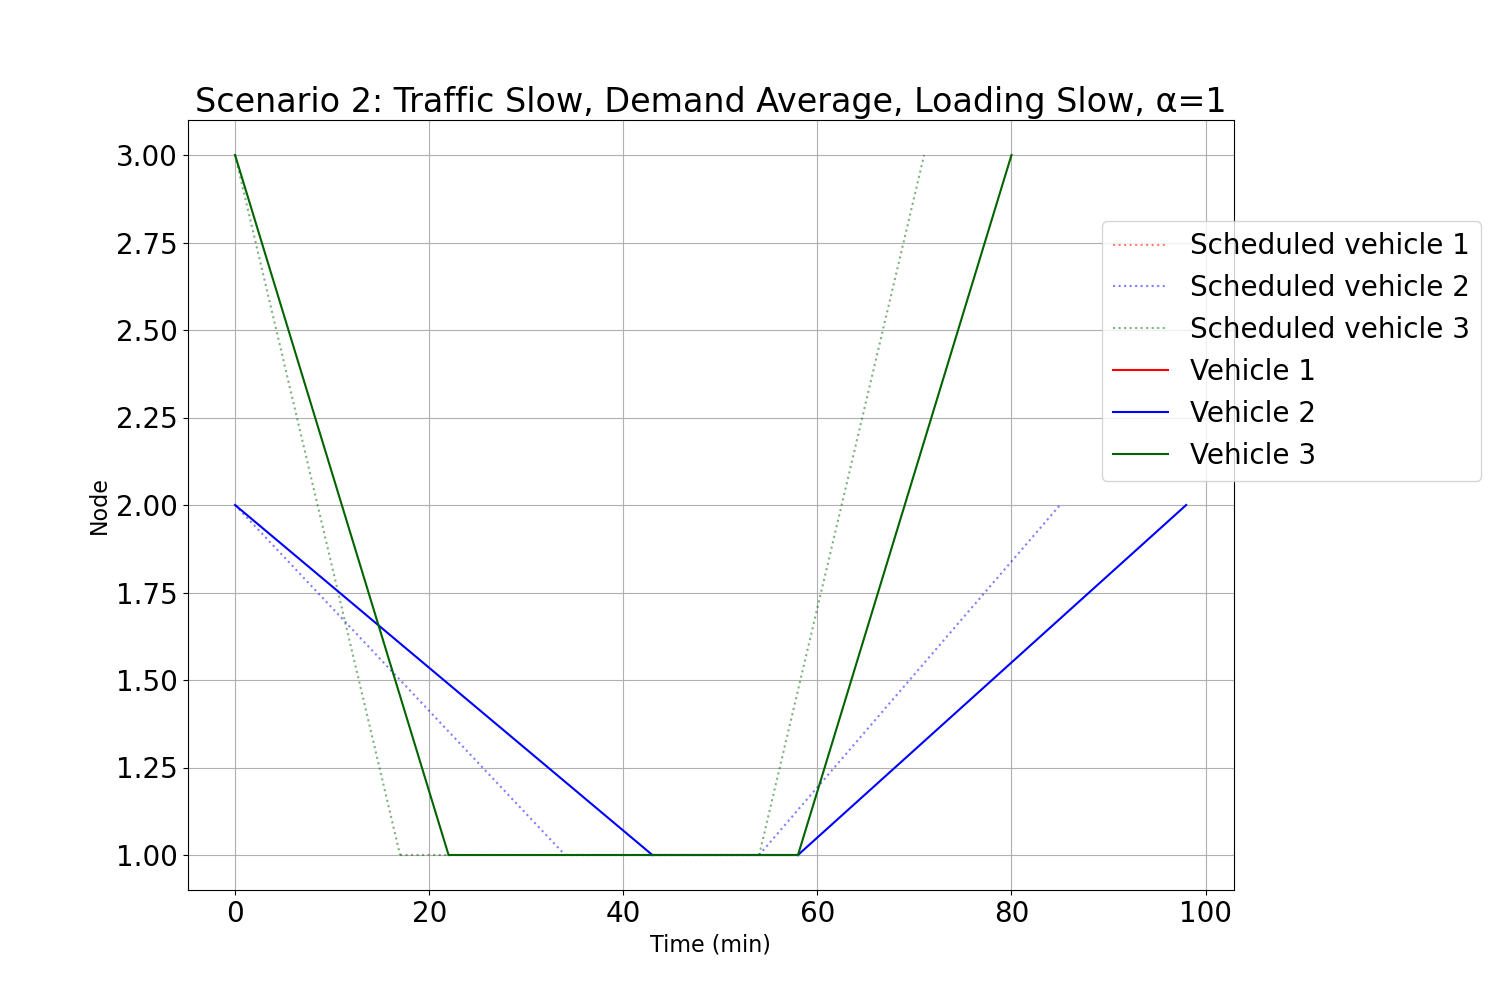 Scenario 2: Traffic Slow, Demand Average, Loading Slow, α=1
3.00
2.75
2.50
2.25
2.00
1.75
1.50
1.25
1.00
Node
0 20 40 60 80 100
Time (min)
Scheduled vehicle 1
Scheduled vehicle 2
Scheduled vehicle 3
Vehicle 1
Vehicle 2
Vehicle 3